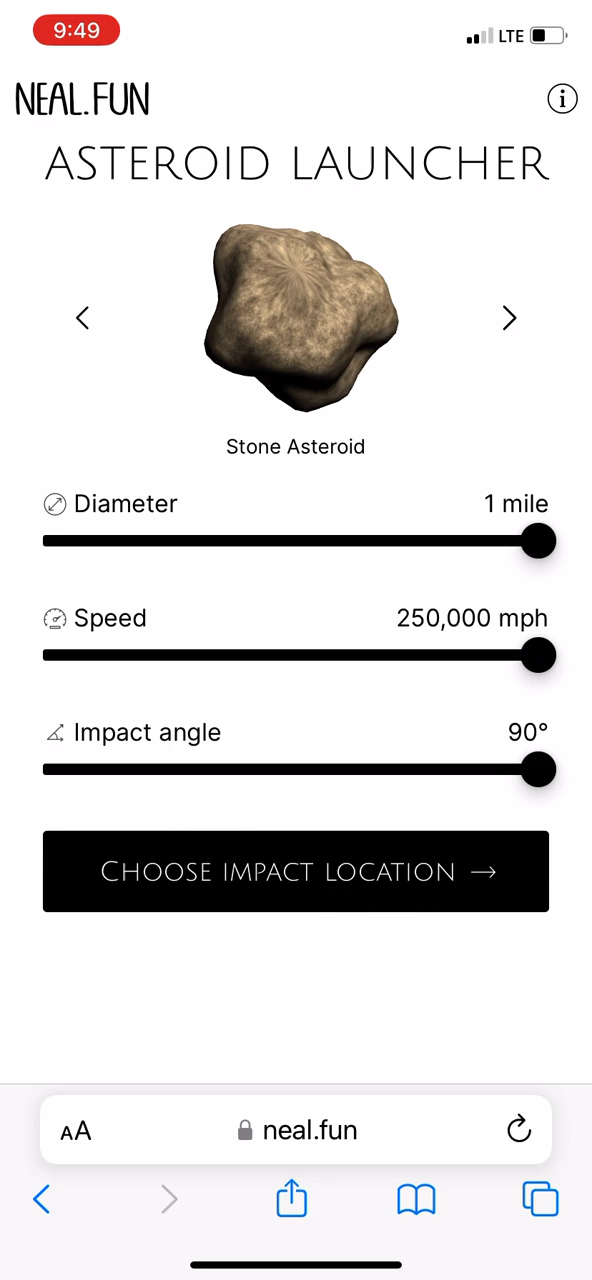 9:49 LTE
NEAL.FUN
ASTEROID LAUNCHER
Stone Asteroid
Diameter 1 mile
Speed 250,000 mph
Impact angle 90°
CHOOSE IMPACT LOCATION →
AA neal.fun